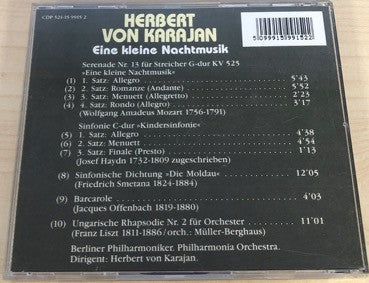 CDP 521-15 9915 2
HERBERT
VON KARAJAN
Eine kleine Nachtmusik
Serenade Nr. 13 für Streicher G-dur KV 525
»Eine kleine Nachtmusik«
(1) 1. Satz: Allegro . . . . . . . . . . . . . . . . . 5'43
(2) 2. Satz: Romanze (Andante) . . . . . . . . . . 5'52
(3) 3. Satz: Menuett (Allegretto) . . . . . . . . . . 2'23
(4) 4. Satz: Rondo (Allegro) . . . . . . . . . . . . 3'17
(Wolfgang Amadeus Mozart 1756-1791)
Sinfonie C-dur »Kindersinfonie«
(5) 1. Satz: Allegro . . . . . . . . . . . . . . . . . 4'38
(6) 2. Satz: Menuett . . . . . . . . . . . . . . . . . 4'54
(7) 3. Satz: Finale (Presto) . . . . . . . . . . . . . 1'13
(Josef Haydn 1732-1809 zugeschrieben)
(8) Sinfonische Dichtung »Die Moldau« . . . . . . . 12'05
(Friedrich Smetana 1824-1884)
(9) Barcarole . . . . . . . . . . . . . . . . . . . . 4'03
(Jacques Offenbach 1819-1880)
(10) Ungarische Rhapsodie Nr. 2 für Orchester . . . 11'01
(Franz Liszt 1811-1886/orch.: Müller-Berghaus)
Berliner Philharmoniker. Philharmonia Orchestra.
Dirigent: Herbert von Karajan.
5 099915 991522